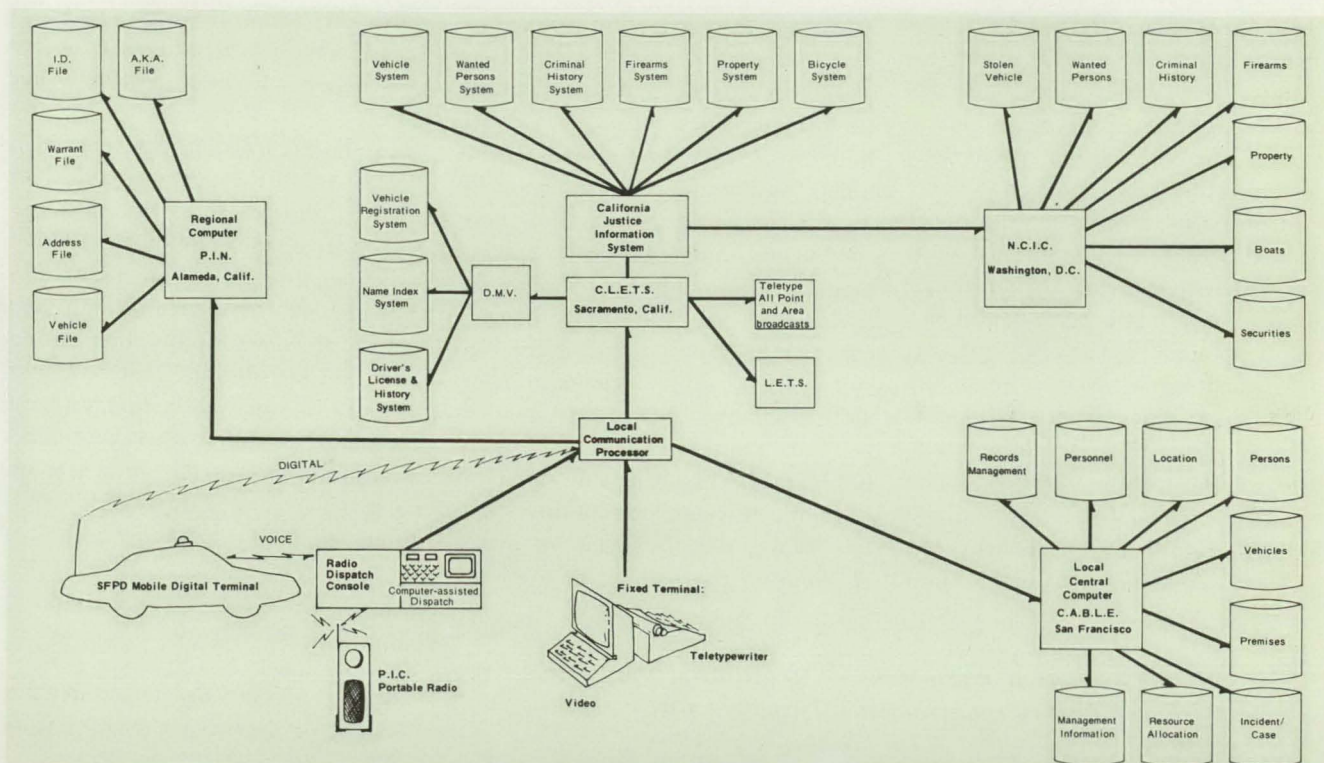 I.D.
File
A.K.A.
File
Warrant
File
Address
File
Vehicle
File
Regional
Computer
P.I.N.
Alameda, Calif.
Vehicle
System
Wanted
Persons
System
Criminal
History
System
Firearms
System
Property
System
Bicycle
System
California
Justice
Information
System
Vehicle
Registration
System
Name Index
System
Driver's
License &
History
System
D.M.V.
C.L.E.T.S.
Sacramento, Calif.
Teletype
All Point
and Area
broadcasts
L.E.T.S.
Stolen
Vehicle
Wanted
Persons
Criminal
History
Firearms
Property
Boats
Securities
N.C.I.C.
Washington, D.C.
Local
Communication
Processor
DIGITAL
VOICE
SFPD Mobile Digital Terminal
Radio
Dispatch
Console
Computer-assisted
Dispatch
P.I.C.
Portable Radio
Fixed Terminal:
Teletypewriter
Video
Records
Management
Personnel
Location
Persons
Vehicles
Premises
Incident/
Case
Resource
Allocation
Management
Information
Local
Central
Computer
C.A.B.L.E.
San Francisco